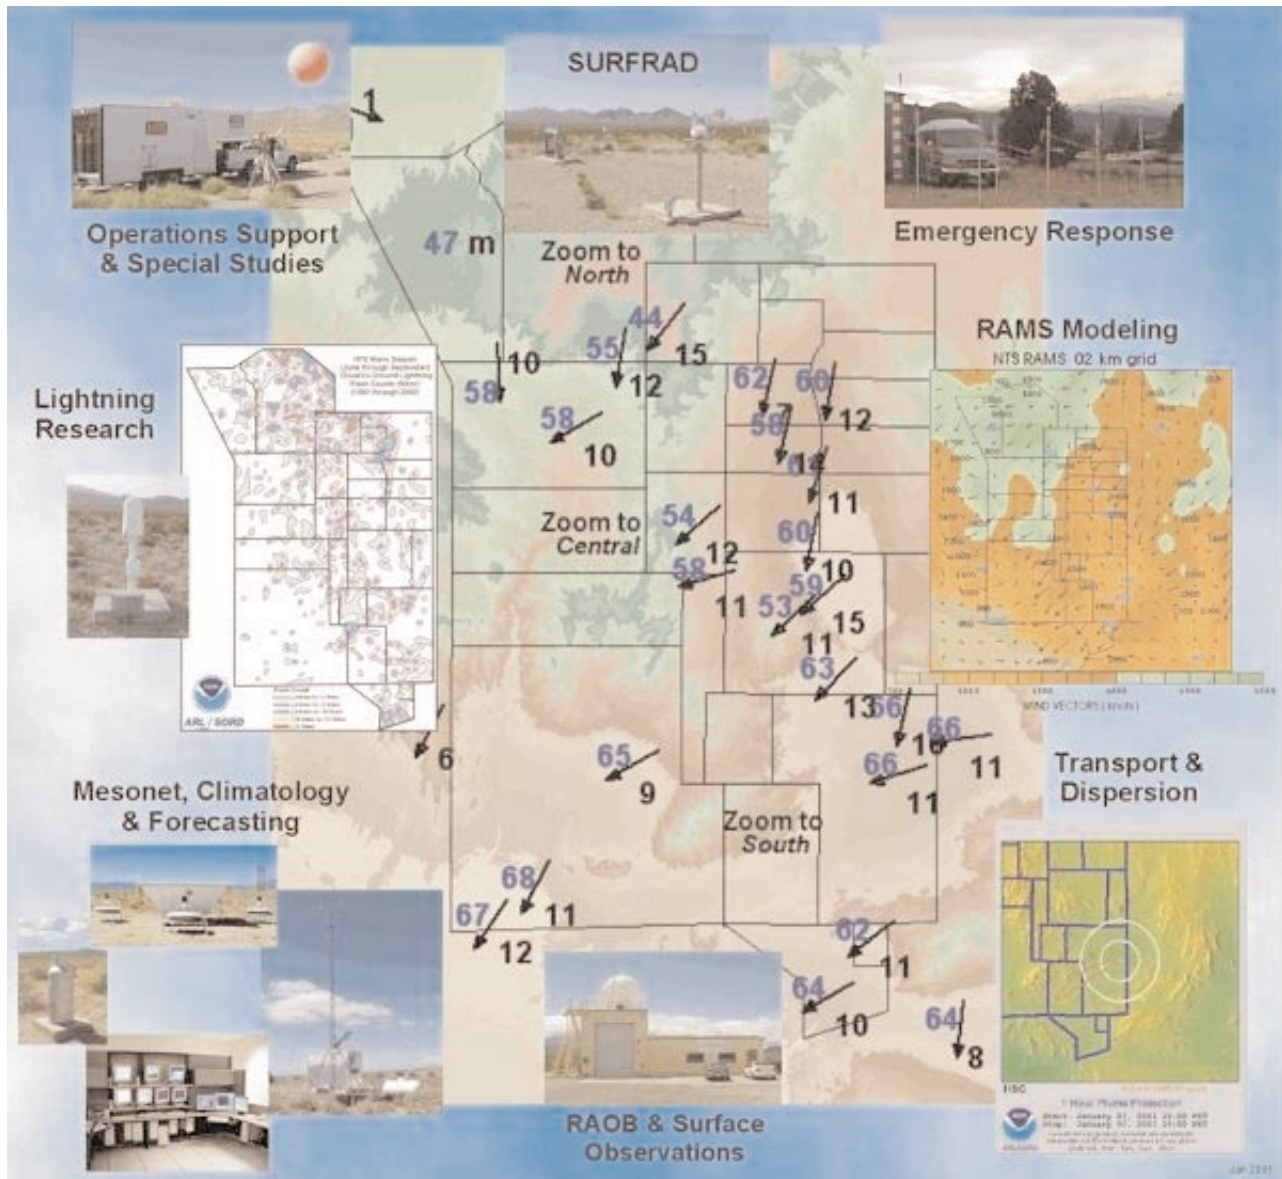 SURFRAD
1
Operations Support
& Special Studies
47 m
Zoom to
North
Emergency Response
RAMS Modeling
NTS RAMS 02 km grid
44
15
55
12
10
58
58
10
62
60
12
58
11
Lightning
Research
54
12
Zoom to
Central
60
10
58
11
59
15
53
11
63
13
56
66
11
66
11
WIND VECTORS (knots)
ARL / SORD
6
65
9
Transport &
Dispersion
Mesonet, Climatology
& Forecasting
Zoom to
South
68
11
67
12
62
11
64
10
64
8
RAOB & Surface
Observations
1 Hour Plume Projection